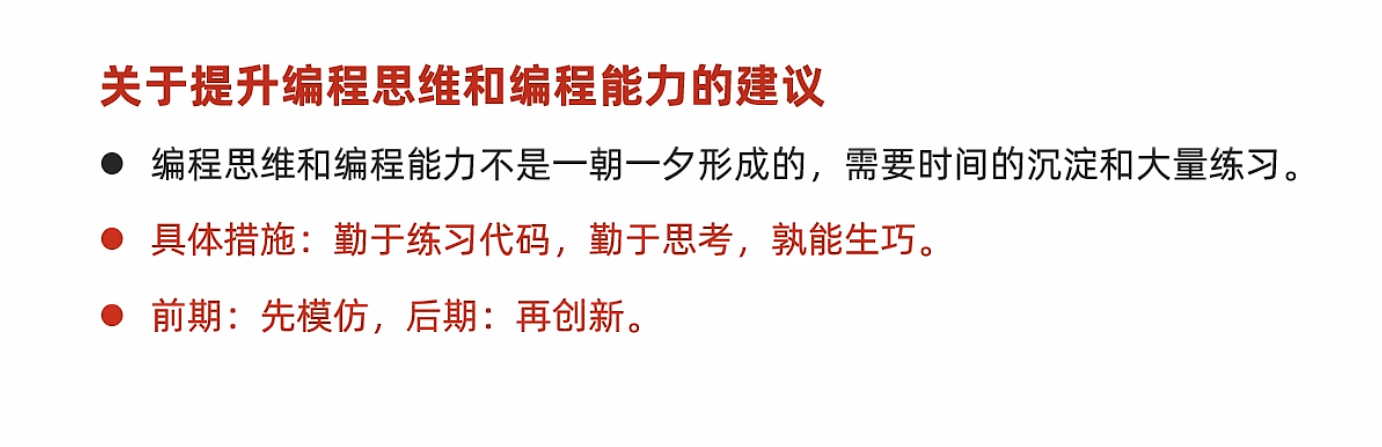 关于提升编程思维和编程能力的建议
● 编程思维和编程能力不是一朝一夕形成的，需要时间的沉淀和大量练习。
● 具体措施：勤于练习代码，勤于思考，孰能生巧。
● 前期：先模仿，后期：再创新。